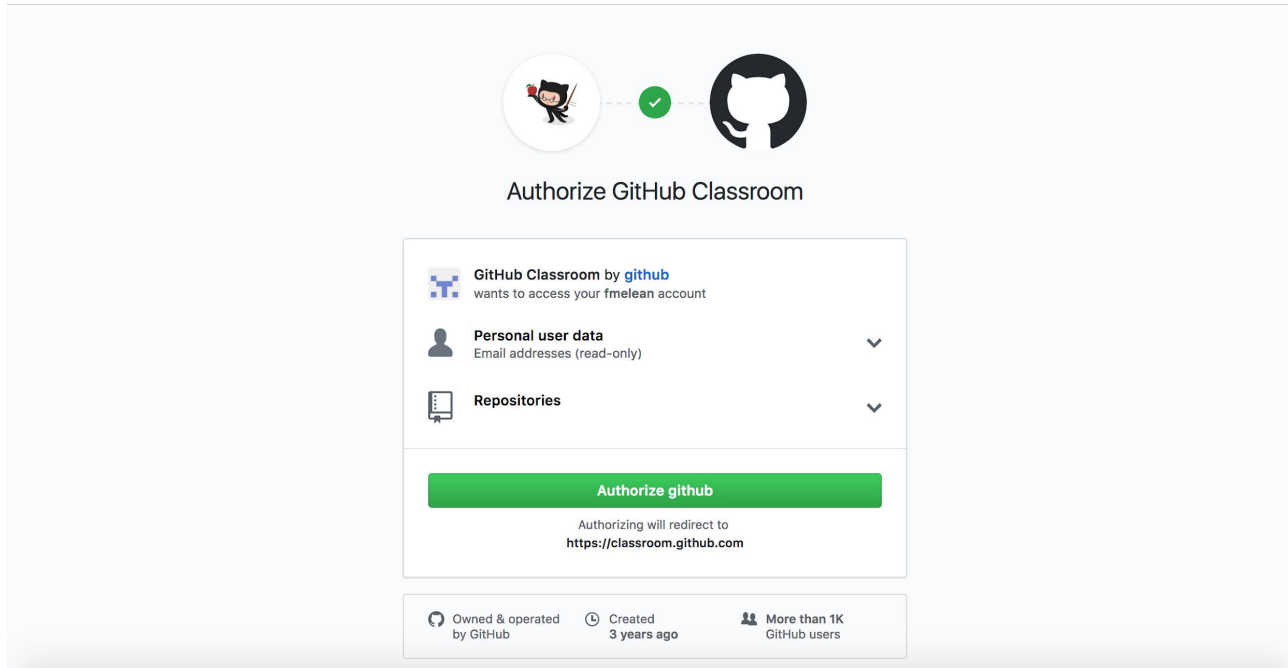 Authorize GitHub Classroom
GitHub Classroom by github
wants to access your fmelean account
Personal user data
Email addresses (read-only)
Repositories
Authorize github
Authorizing will redirect to
https://classroom.github.com
Owned & operated
by GitHub
Created
3 years ago
More than 1K
GitHub users